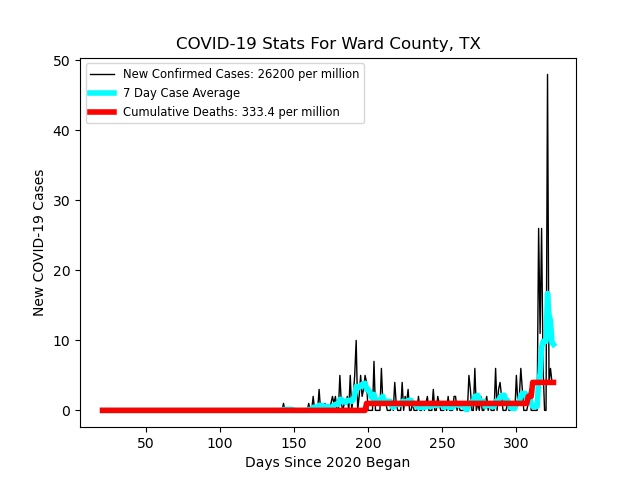 COVID-19 Stats For Ward County, TX
New Confirmed Cases: 26200 per million
7 Day Case Average
Cumulative Deaths: 333.4 per million
New COVID-19 Cases
50
40
30
20
10
0
50 100 150 200 250 300
Days Since 2020 Began